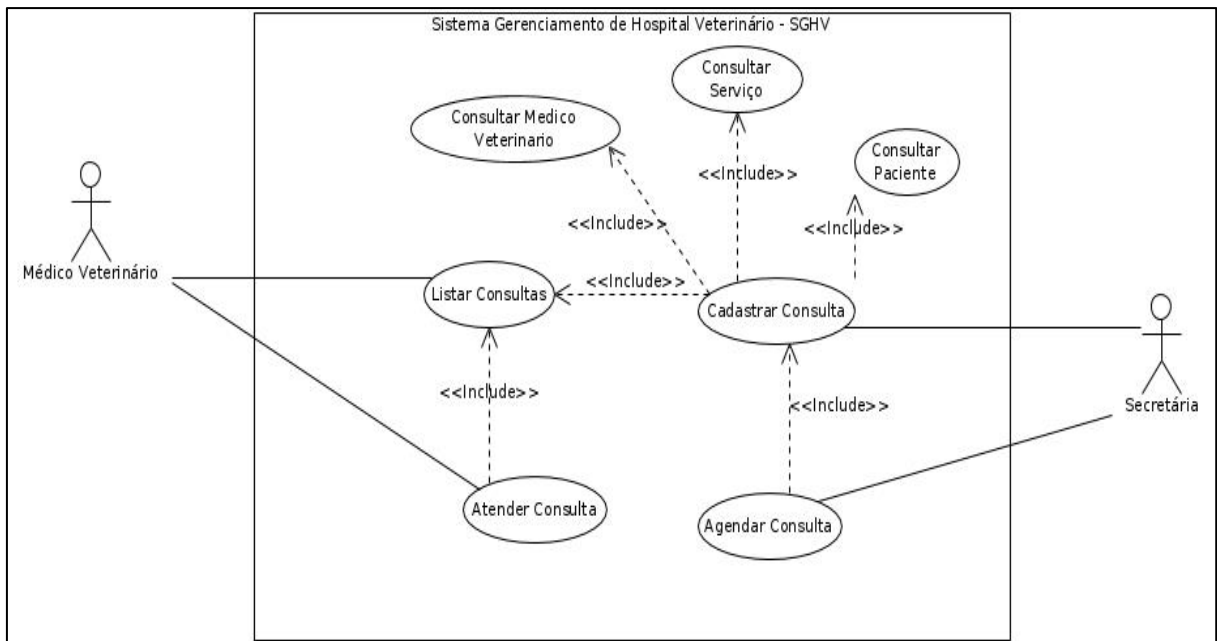 Sistema Gerenciamento de Hospital Veterinário - SGHV
Consultar
Serviço
Consultar Medico
Veterinario
Consultar
Paciente
<<Include>>
<<Include>>
<<Include>>
Médico Veterinário
Listar Consultas
<<Include>>
Cadastrar Consulta
<<Include>>
<<Include>>
Secretária
Atender Consulta
Agendar Consulta